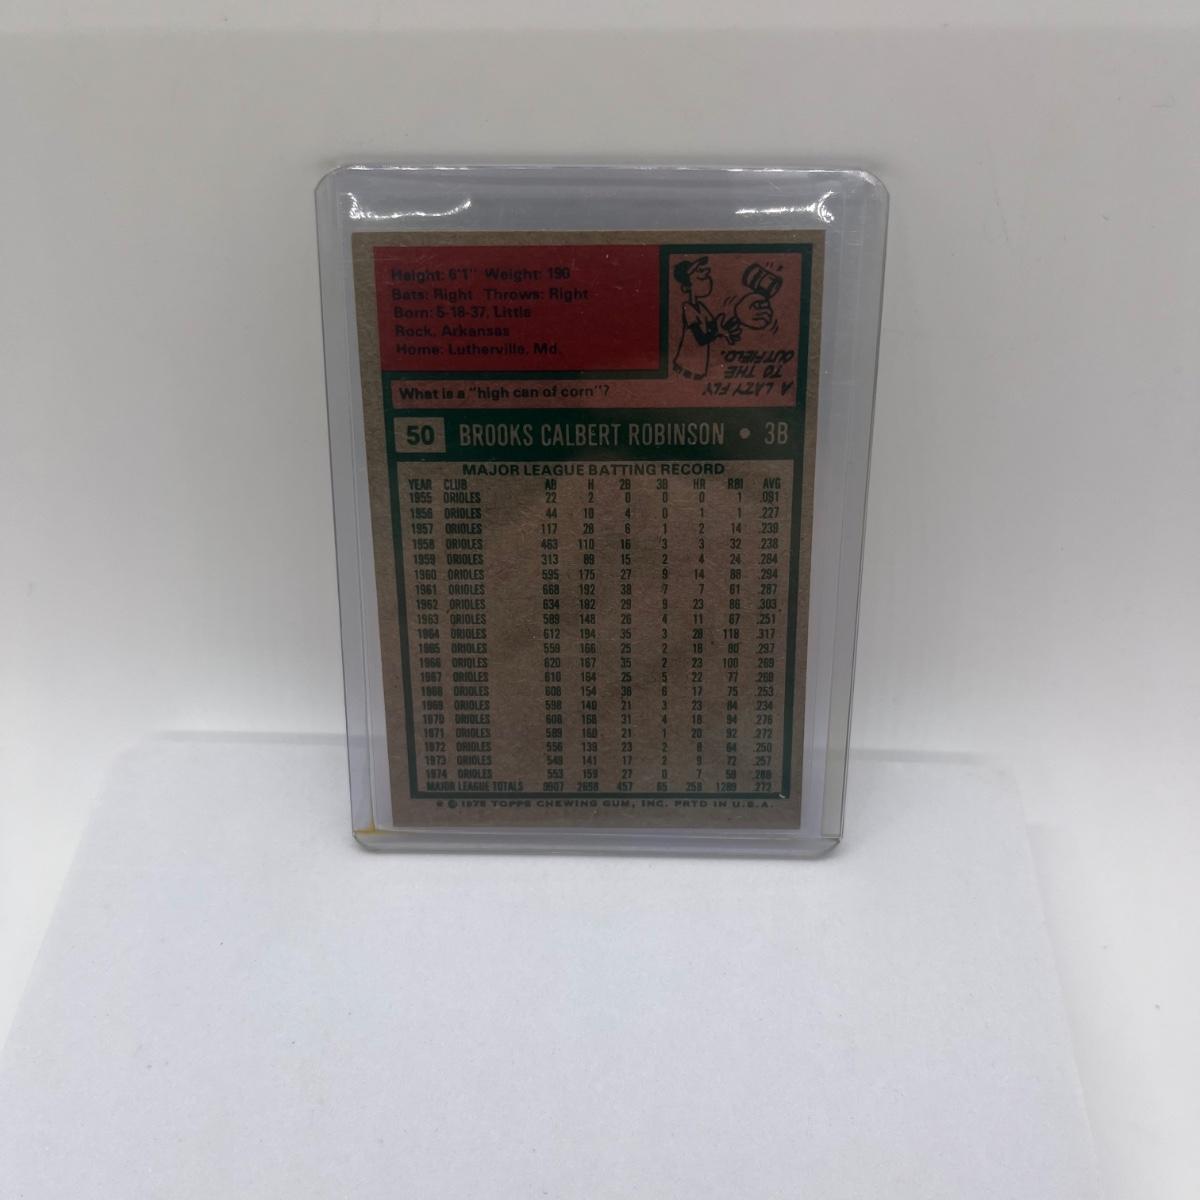 Height: 6'1" Weight: 190
Bats: Right Throws: Right
Born: 5-18-37, Little
Rock, Arkansas
Home: Lutherville, Md.
A LAZY FLY
TO THE
OUTFIELD.
What is a "high can of corn"?
50 BROOKS CALBERT ROBINSON • 3B
MAJOR LEAGUE BATTING RECORD
YEAR CLUB AB H 2B 3B HR RBI AVG
1955 ORIOLES 22 2 0 0 0 1 .091
1956 ORIOLES 44 10 4 0 1 1 .227
1957 ORIOLES 117 28 6 1 2 14 .239
1958 ORIOLES 463 110 16 3 3 32 .238
1959 ORIOLES 313 89 15 2 4 24 .284
1960 ORIOLES 595 175 27 9 14 88 .294
1961 ORIOLES 668 192 38 7 7 61 .287
1962 ORIOLES 634 182 29 9 23 86 .303
1963 ORIOLES 589 148 26 4 11 67 .251
1964 ORIOLES 612 194 35 3 28 118 .317
1965 ORIOLES 559 166 25 2 18 80 .297
1966 ORIOLES 620 167 35 2 23 100 .269
1967 ORIOLES 610 164 25 5 22 77 .269
1968 ORIOLES 608 154 36 6 17 75 .253
1969 ORIOLES 598 140 21 3 23 84 .234
1970 ORIOLES 608 168 31 4 18 94 .276
1971 ORIOLES 589 160 21 1 20 92 .272
1972 ORIOLES 556 139 23 2 8 64 .250
1973 ORIOLES 549 141 17 2 9 72 .257
1974 ORIOLES 553 159 27 0 7 59 .288
MAJOR LEAGUE TOTALS 9907 2698 457 65 258 1289 .272
* © 1975 TOPPS CHEWING GUM, INC. PRTD IN U.S.A.